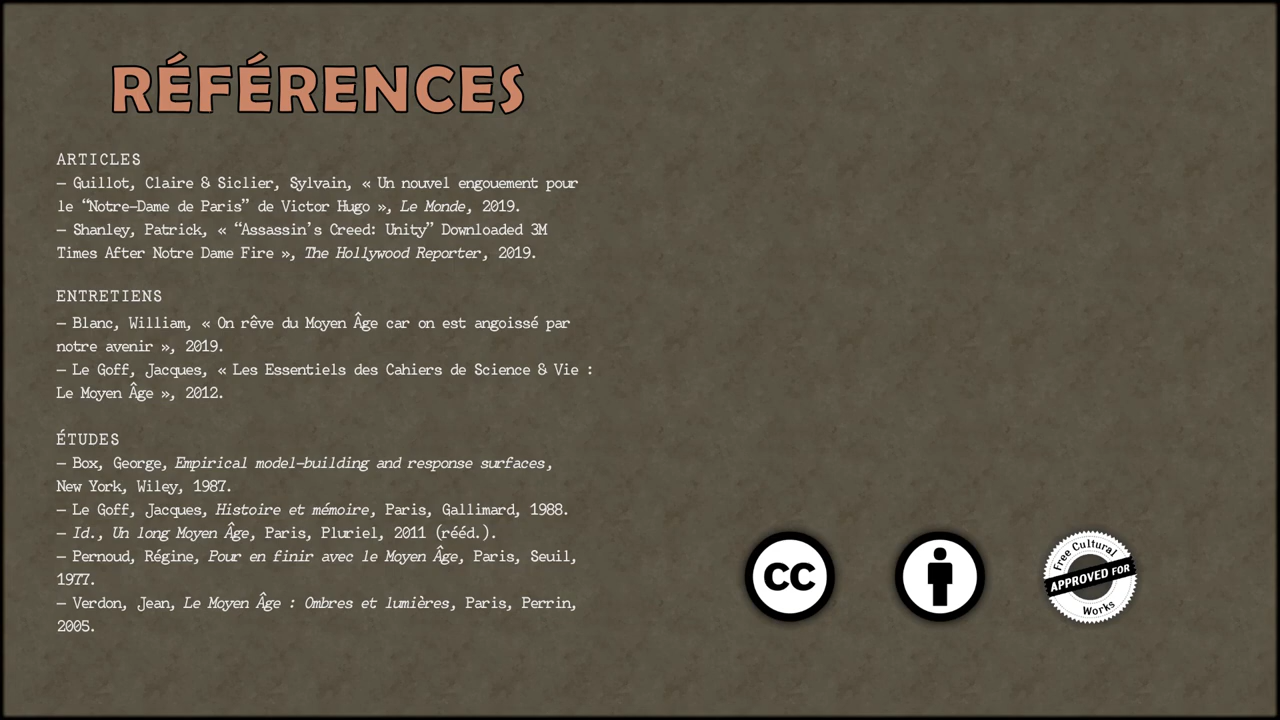 RÉFÉRENCES
ARTICLES
– Guillot, Claire & Siclier, Sylvain, « Un nouvel engouement pour
le “Notre-Dame de Paris” de Victor Hugo », Le Monde, 2019.
– Shanley, Patrick, « “Assassin's Creed: Unity” Downloaded 3M
Times After Notre Dame Fire », The Hollywood Reporter, 2019.
ENTRETIENS
– Blanc, William, « On rêve du Moyen Âge car on est angoissé par
notre avenir », 2019.
– Le Goff, Jacques, « Les Essentiels des Cahiers de Science & Vie :
Le Moyen Âge », 2012.
ÉTUDES
– Box, George, Empirical model-building and response surfaces,
New York, Wiley, 1987.
– Le Goff, Jacques, Histoire et mémoire, Paris, Gallimard, 1988.
– Id., Un long Moyen Âge, Paris, Pluriel, 2011 (rééd.).
– Pernoud, Régine, Pour en finir avec le Moyen Âge, Paris, Seuil,
1977.
– Verdon, Jean, Le Moyen Âge : Ombres et lumières, Paris, Perrin,
2005.
CC
Free Cultural
APPROVED FOR
Works